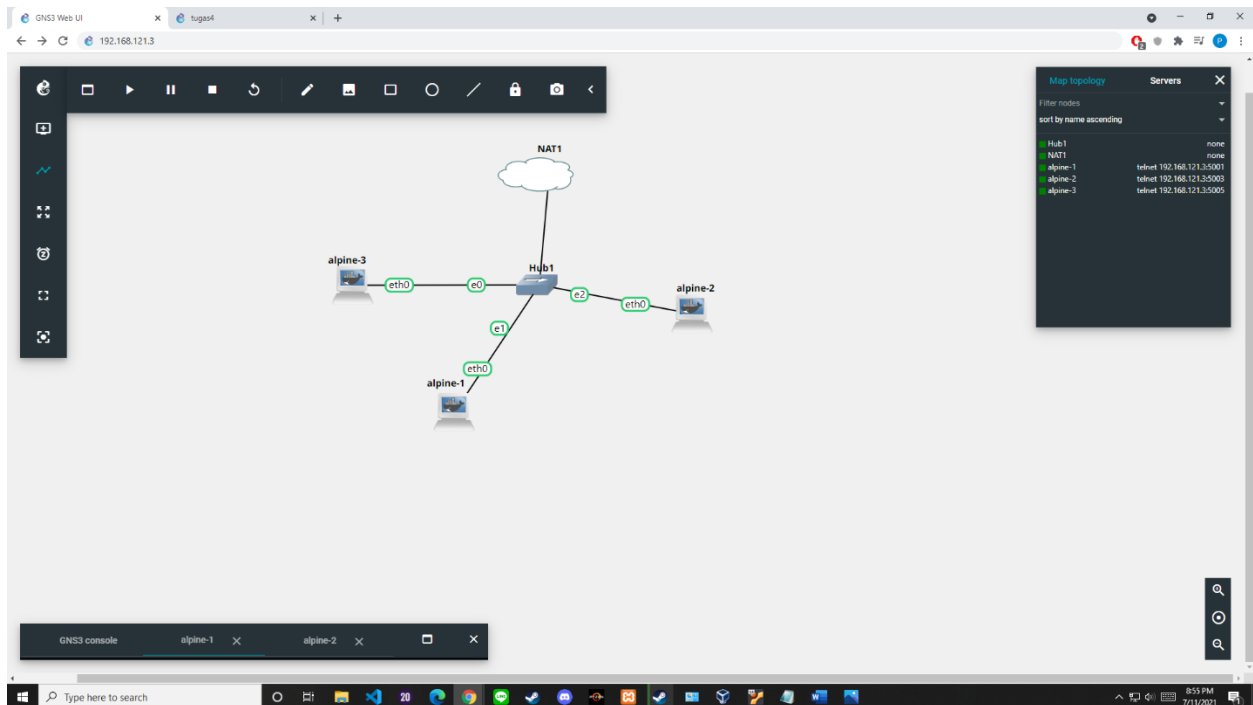 GNS3 Web UI
tugas4
192.168.121.3
Map topology Servers
Filter nodes
sort by name ascending
Hub1 none
NAT1 none
alpine-1 telnet 192.168.121.3:5001
alpine-2 telnet 192.168.121.3:5003
alpine-3 telnet 192.168.121.3:5005
NAT1
alpine-3
Hub1
eth0
e0
e2
alpine-2
eth0
e1
eth0
alpine-1
GNS3 console alpine-1 alpine-2
Type here to search
20
8:55 PM
7/11/2021